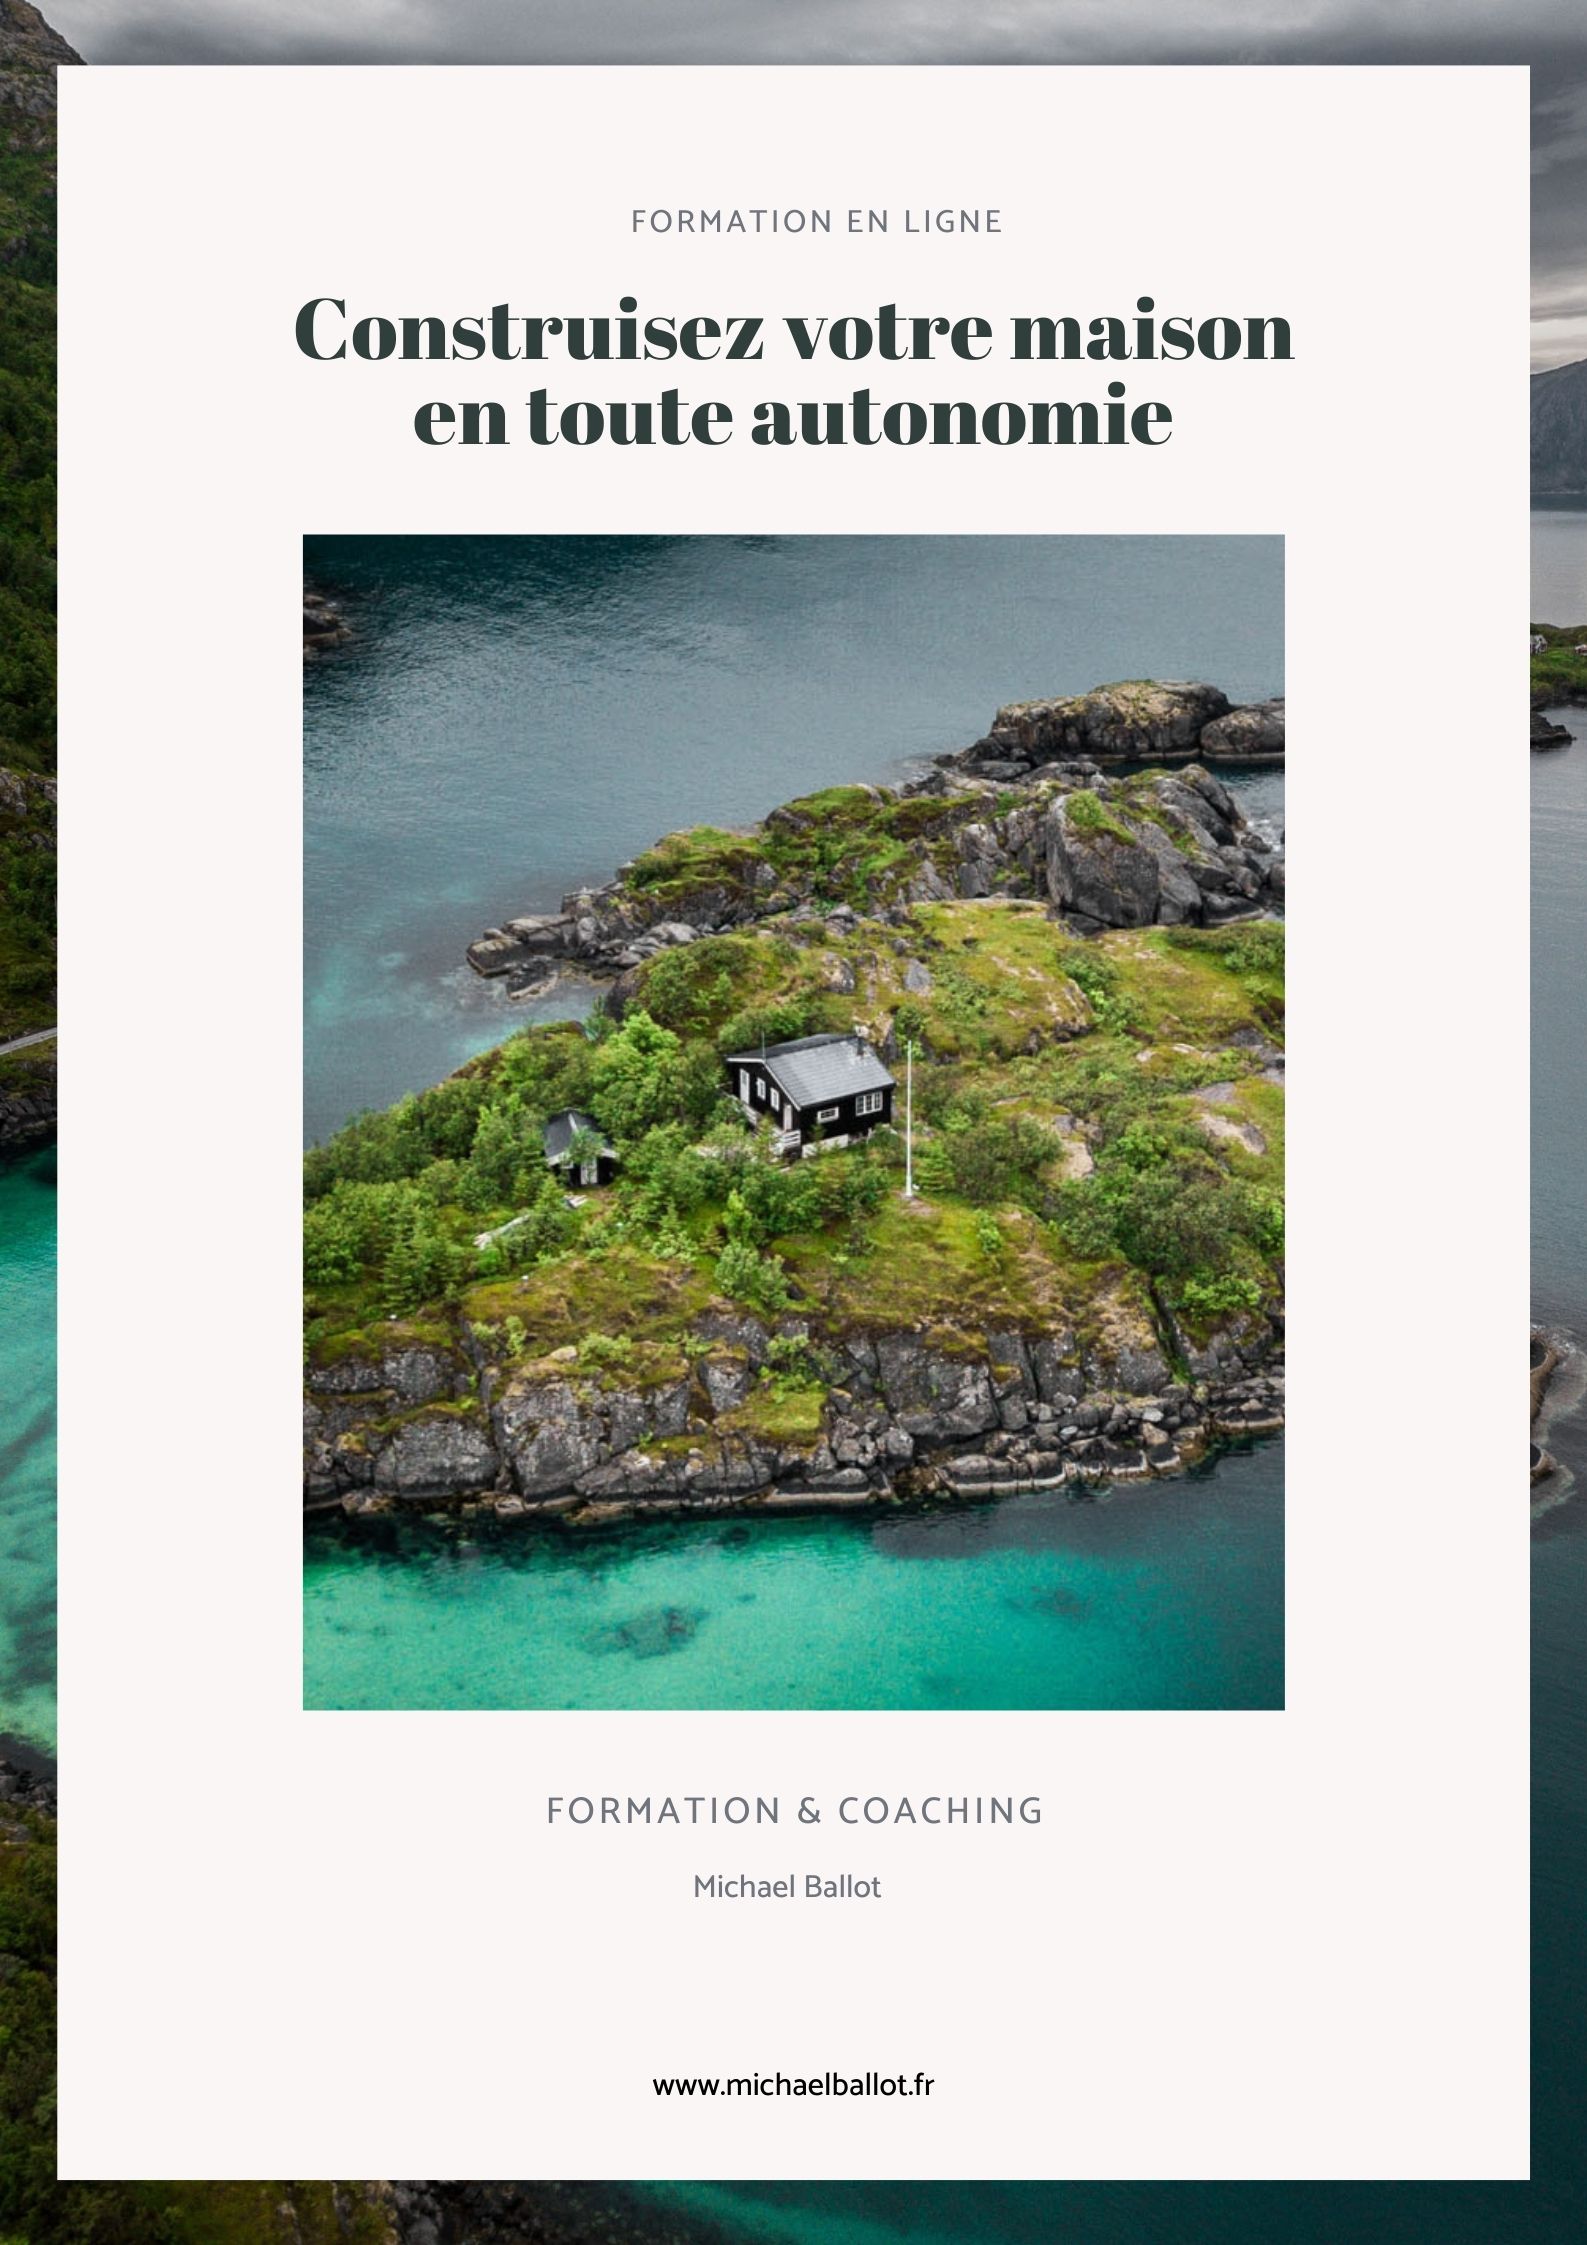 FORMATION EN LIGNE
Construisez votre maison
en toute autonomie
FORMATION & COACHING
Michael Ballot
www.michaelballot.fr